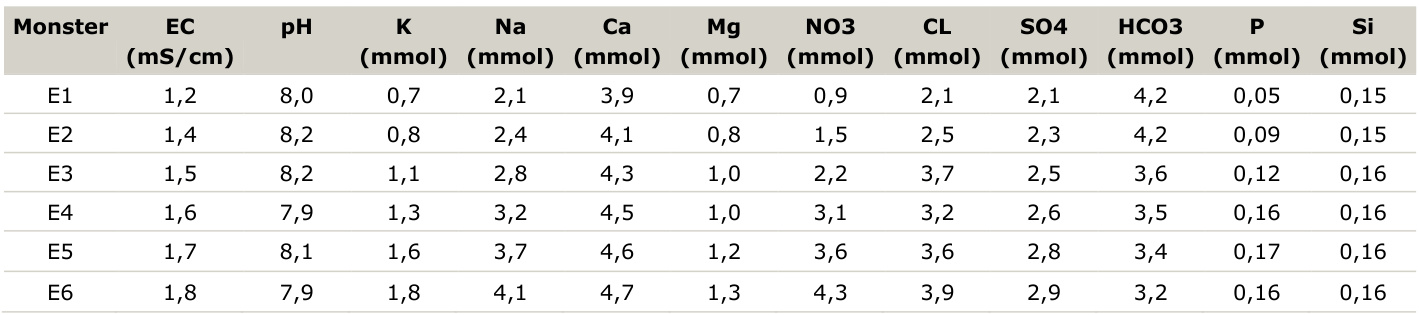 Monster EC pH K Na Ca Mg NO3 CL SO4 HCO3 P Si
(mS/cm) (mmol) (mmol) (mmol) (mmol) (mmol) (mmol) (mmol) (mmol) (mmol) (mmol)
E1 1,2 8,0 0,7 2,1 3,9 0,7 0,9 2,1 2,1 4,2 0,05 0,15
E2 1,4 8,2 0,8 2,4 4,1 0,8 1,5 2,5 2,3 4,2 0,09 0,15
E3 1,5 8,2 1,1 2,8 4,3 1,0 2,2 3,7 2,5 3,6 0,12 0,16
E4 1,6 7,9 1,3 3,2 4,5 1,0 3,1 3,2 2,6 3,5 0,16 0,16
E5 1,7 8,1 1,6 3,7 4,6 1,2 3,6 3,6 2,8 3,4 0,17 0,16
E6 1,8 7,9 1,8 4,1 4,7 1,3 4,3 3,9 2,9 3,2 0,16 0,16